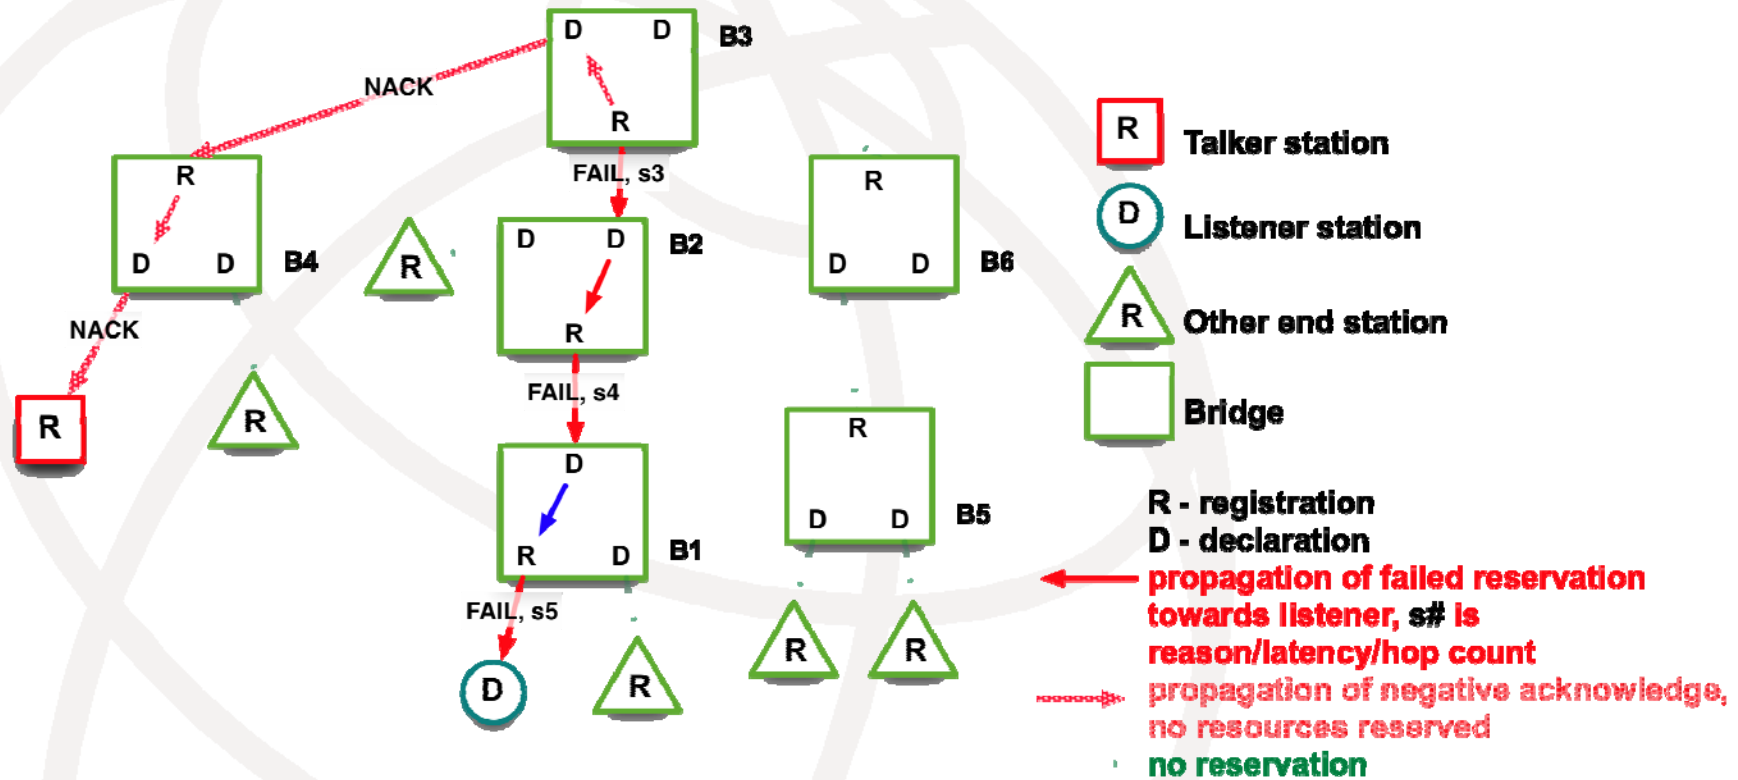 D D B3
NACK
R
R Talker station
FAIL, s3
R
R
D Listener station
D D B2
D D B4
R
D D B6
R Other end station
NACK
R
FAIL, s4
Bridge
R
R
R
D
D D B5
R - registration
D - declaration
R D B1
propagation of failed reservation
towards listener, s# is
reason/latency/hop count
FAIL, s5
R R
D
R
propagation of negative acknowledge,
no resources reserved
no reservation